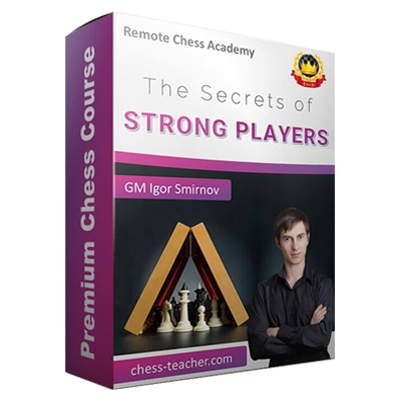 Remote Chess Academy
The Secrets of
STRONG PLAYERS
GM Igor Smirnov
chess-teacher.com
Premium Chess Course